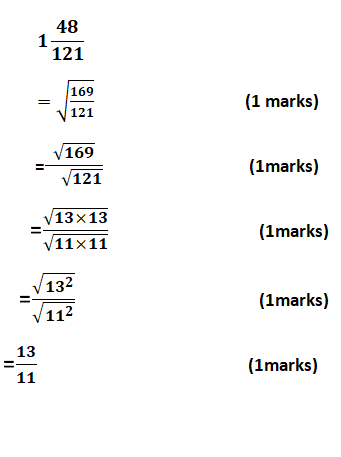 1 48/121
= √(169/121) (1 marks)
= √169/√121 (1marks)
= √13×13/√11×11 (1marks)
= √13²/√11² (1marks)
= 13/11 (1marks)